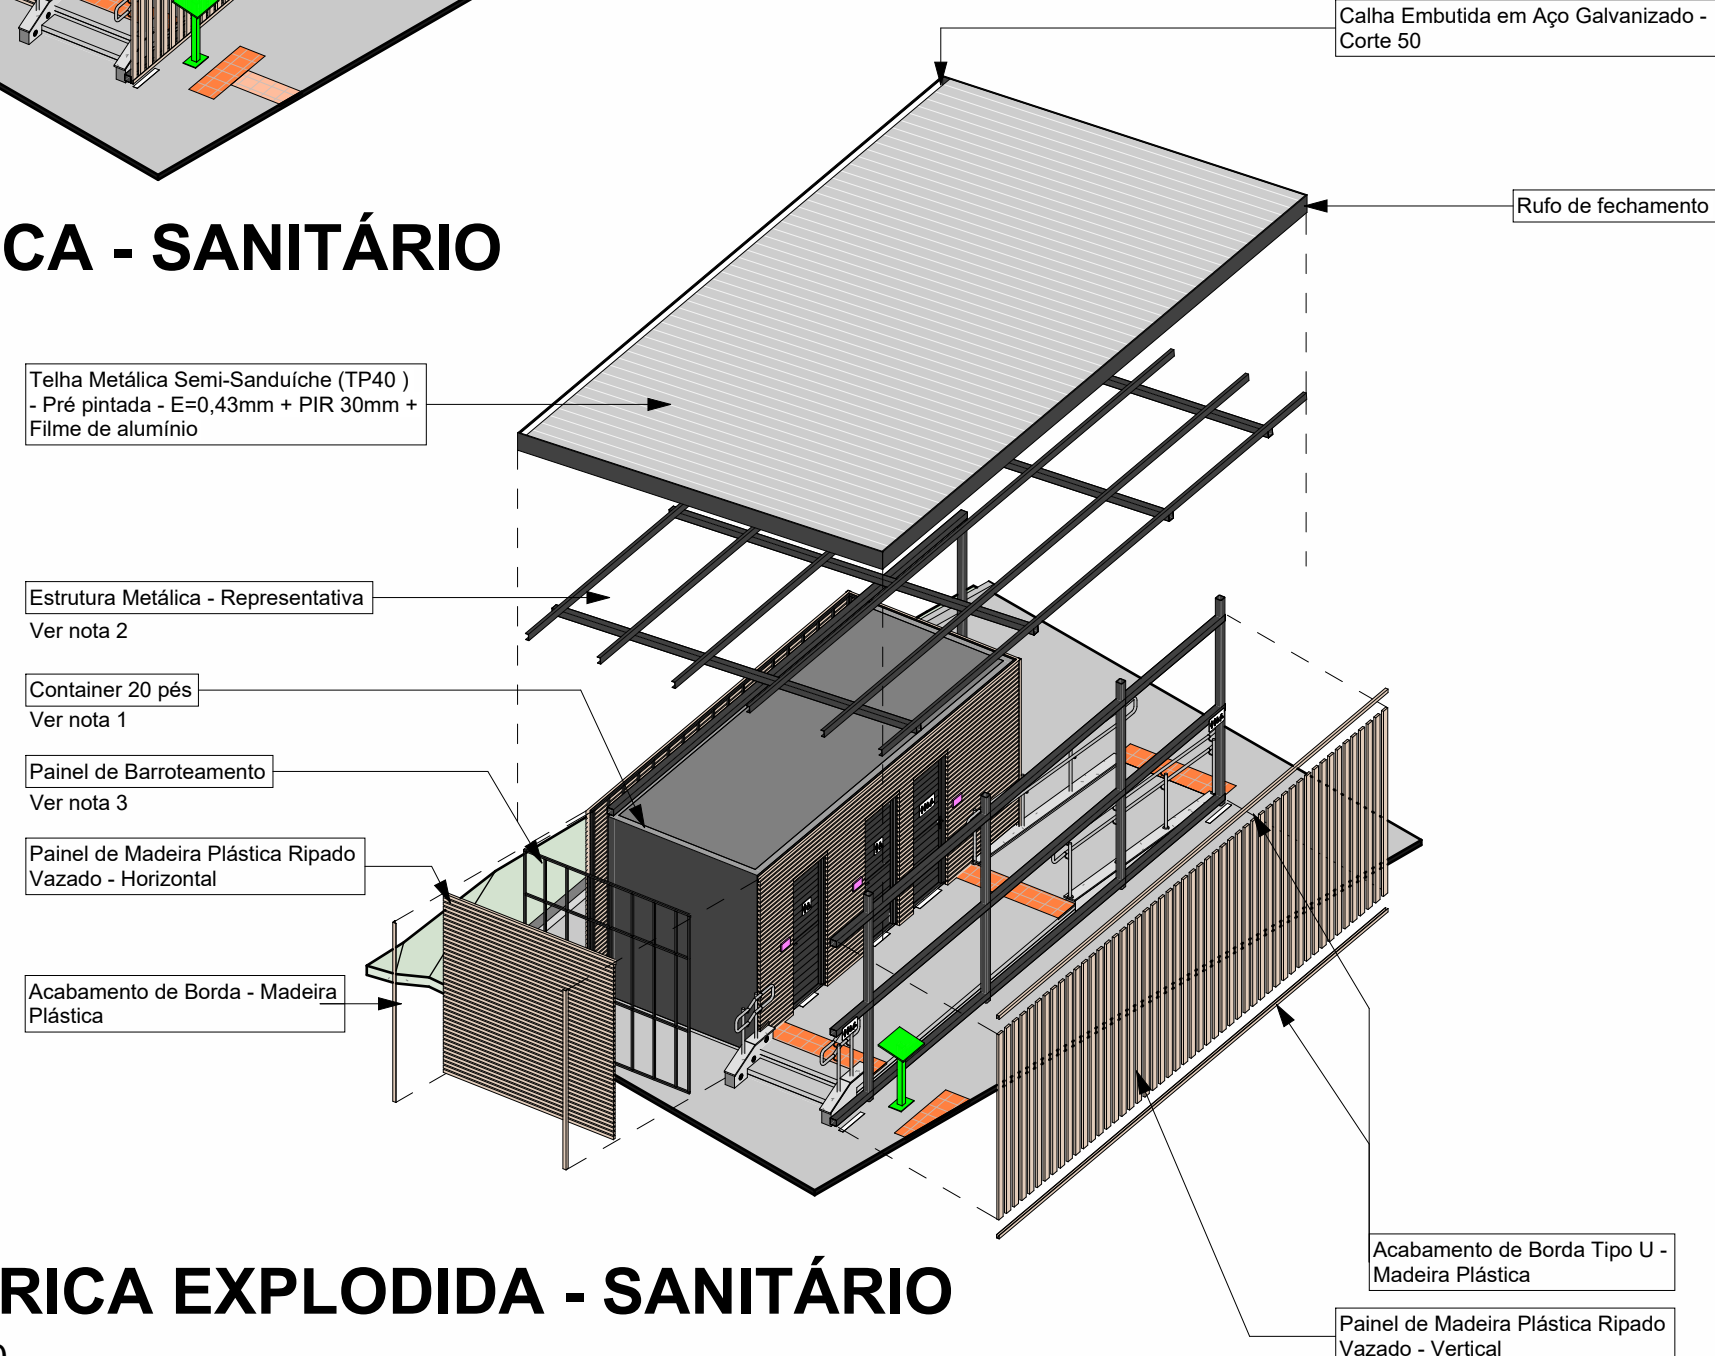 Calha Embutida em Aço Galvanizado -
Corte 50
Rufo de fechamento
CA - SANITÁRIO
Telha Metálica Semi-Sanduíche (TP40 )
- Pré pintada - E=0,43mm + PIR 30mm +
Filme de alumínio
Estrutura Metálica - Representativa
Ver nota 2
Container 20 pés
Ver nota 1
Painel de Barroteamento
Ver nota 3
Painel de Madeira Plástica Ripado
Vazado - Horizontal
Acabamento de Borda - Madeira
Plástica
Acabamento de Borda Tipo U -
Madeira Plástica
RICA EXPLODIDA - SANITÁRIO
Painel de Madeira Plástica Ripado
Vazado - Vertical